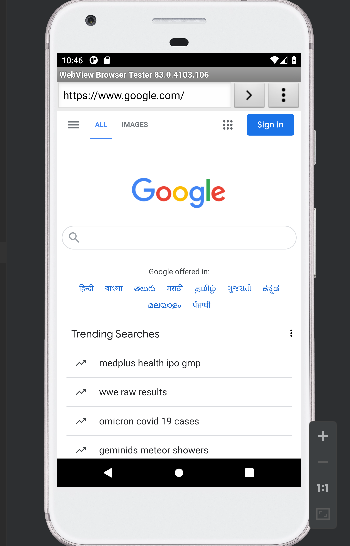 10:46
WebView Browser Tester 83.0.4103.106
https://www.google.com/
ALL IMAGES Sign in
Google
Google offered in:
हिन्दी বাংলা తెలుగు मराठी தமிழ் ગુજરાતી ಕನ್ನಡ
മലയാളം ਪੰਜਾਬੀ
Trending Searches
medplus health ipo gmp
wwe raw results
omicron covid 19 cases
geminids meteor showers
1:1